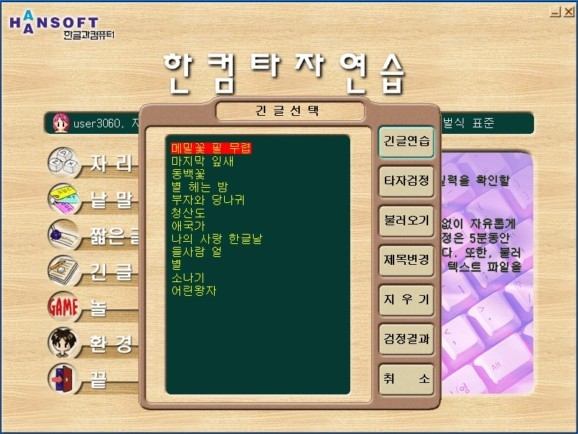 HANSOFT
한글과컴퓨터
한컴타자연습
긴 글 선 택
user3060, 자
벌식 표준
메밀꽃 필 무렵
마지막 잎새
동백꽃
별 헤는 밤
부자와 당나귀
청산도
애국가
나의 사랑 한글날
들사람 얼
별
소나기
어린왕자
긴글연습
타자검정
불러오기
제목변경
지 우 기
검정결과
취 소
자 리
낱 말
짧은글
긴 글
GAME 놀
환 경
끝
력을 확인할
없이 자유롭게
정은 5분동안
다. 또한, 불러
텍스트 파일을